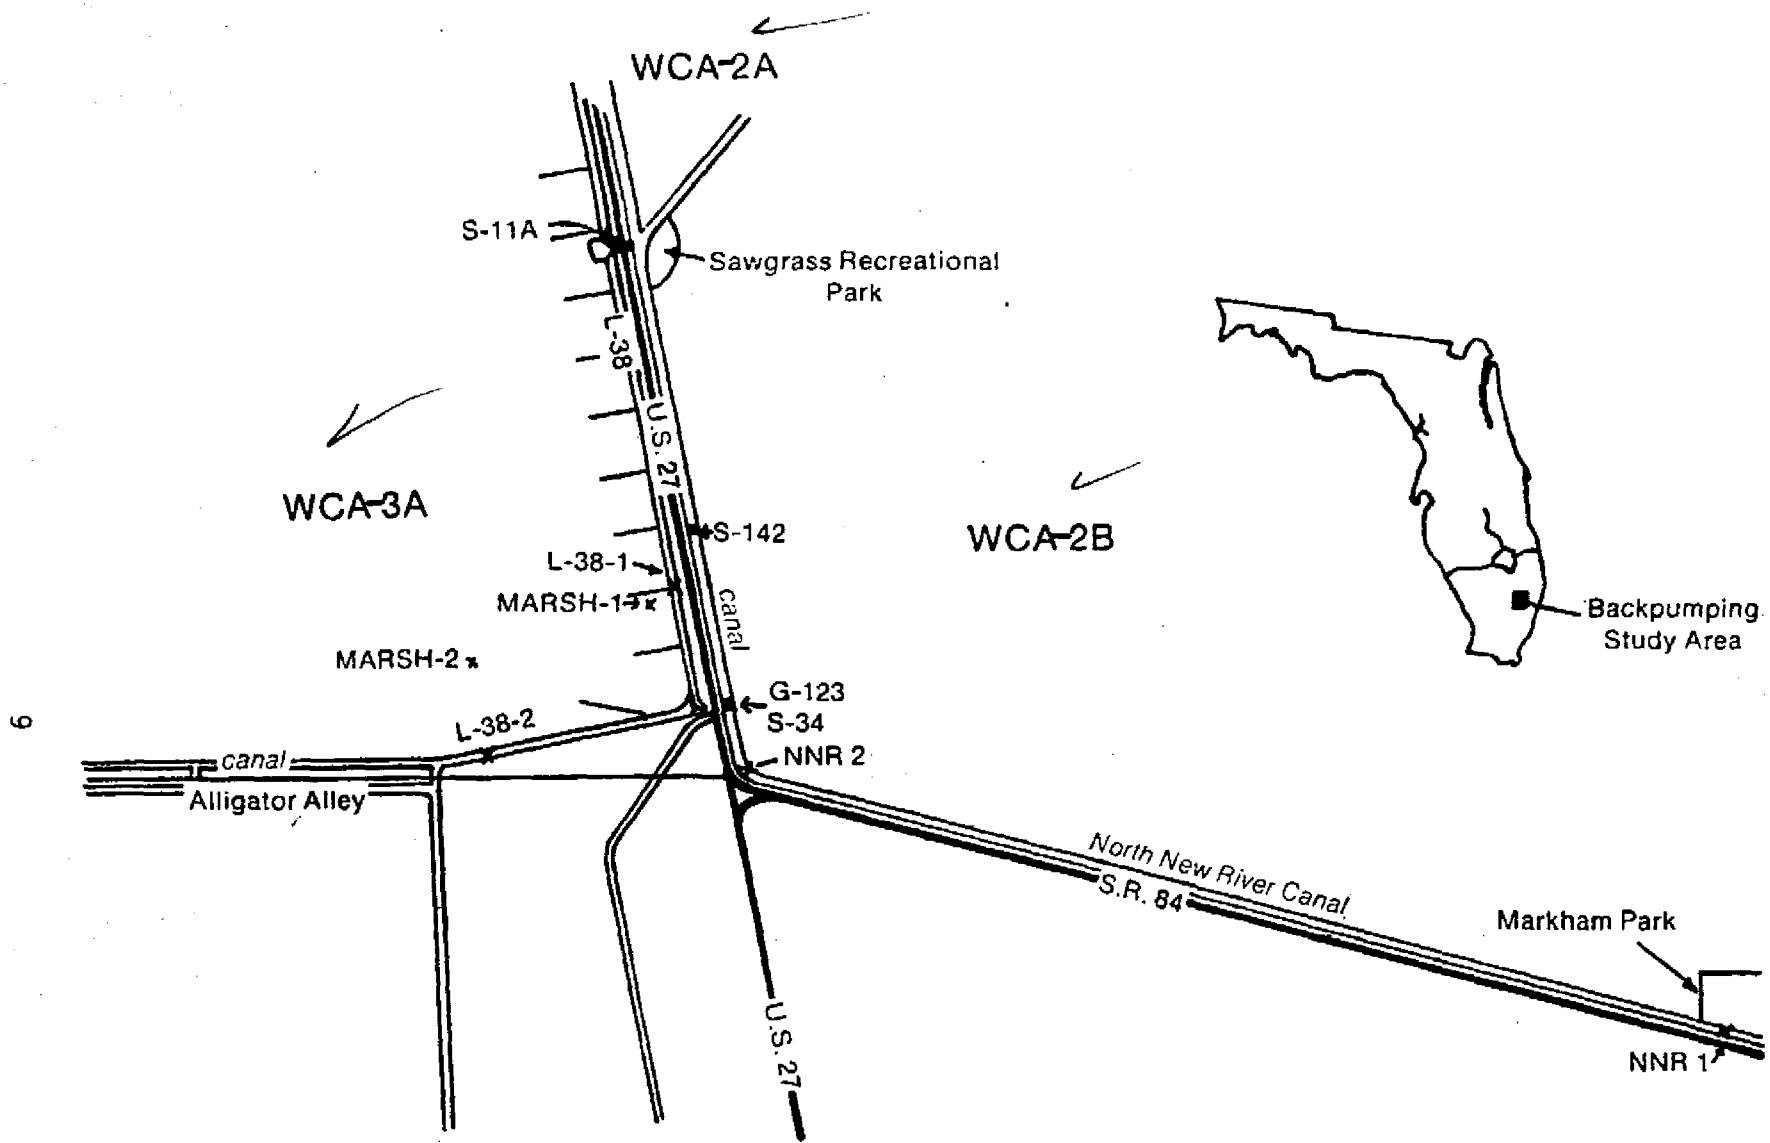 WCA-2A
S-11A
Sawgrass Recreational
Park
L-38
U.S. 27
WCA-3A
S-142
WCA-2B
L-38-1
MARSH-1
canal
Backpumping
Study Area
MARSH-2
G-123
S-34
L-38-2
NNR 2
canal
Alligator Alley
North New River Canal
S.R. 84
Markham Park
U.S. 27
NNR 1
9